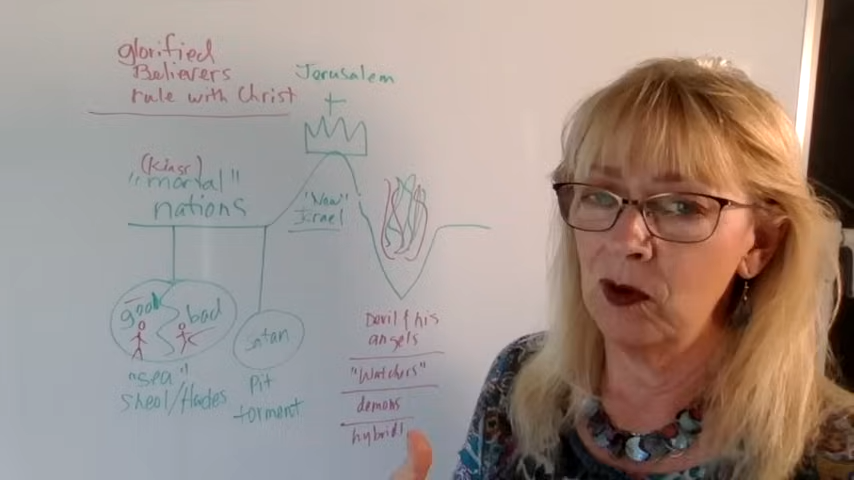 glorified
Believers
rule with Christ
Jerusalem
(Kings)
"mortal"
nations
"New"
Israel
good bad
satan
"sea"
Sheol/Hades
Pit
torment
Devil & his
angels
"Watchers"
demons
hybrids